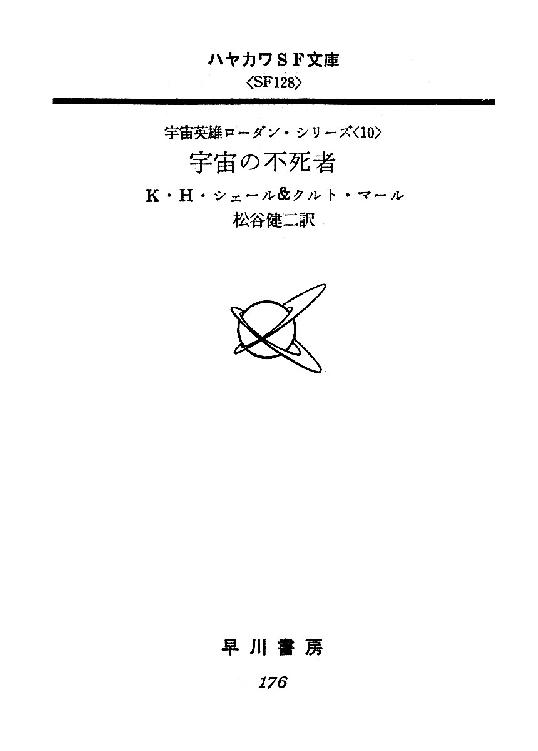 ハヤカワSF文庫
〈SF128〉
宇宙英雄ローダン・シリーズ〈10〉
宇宙の不死者
K・H・シェール&クルト・マール
松谷健二訳
早川書房
176